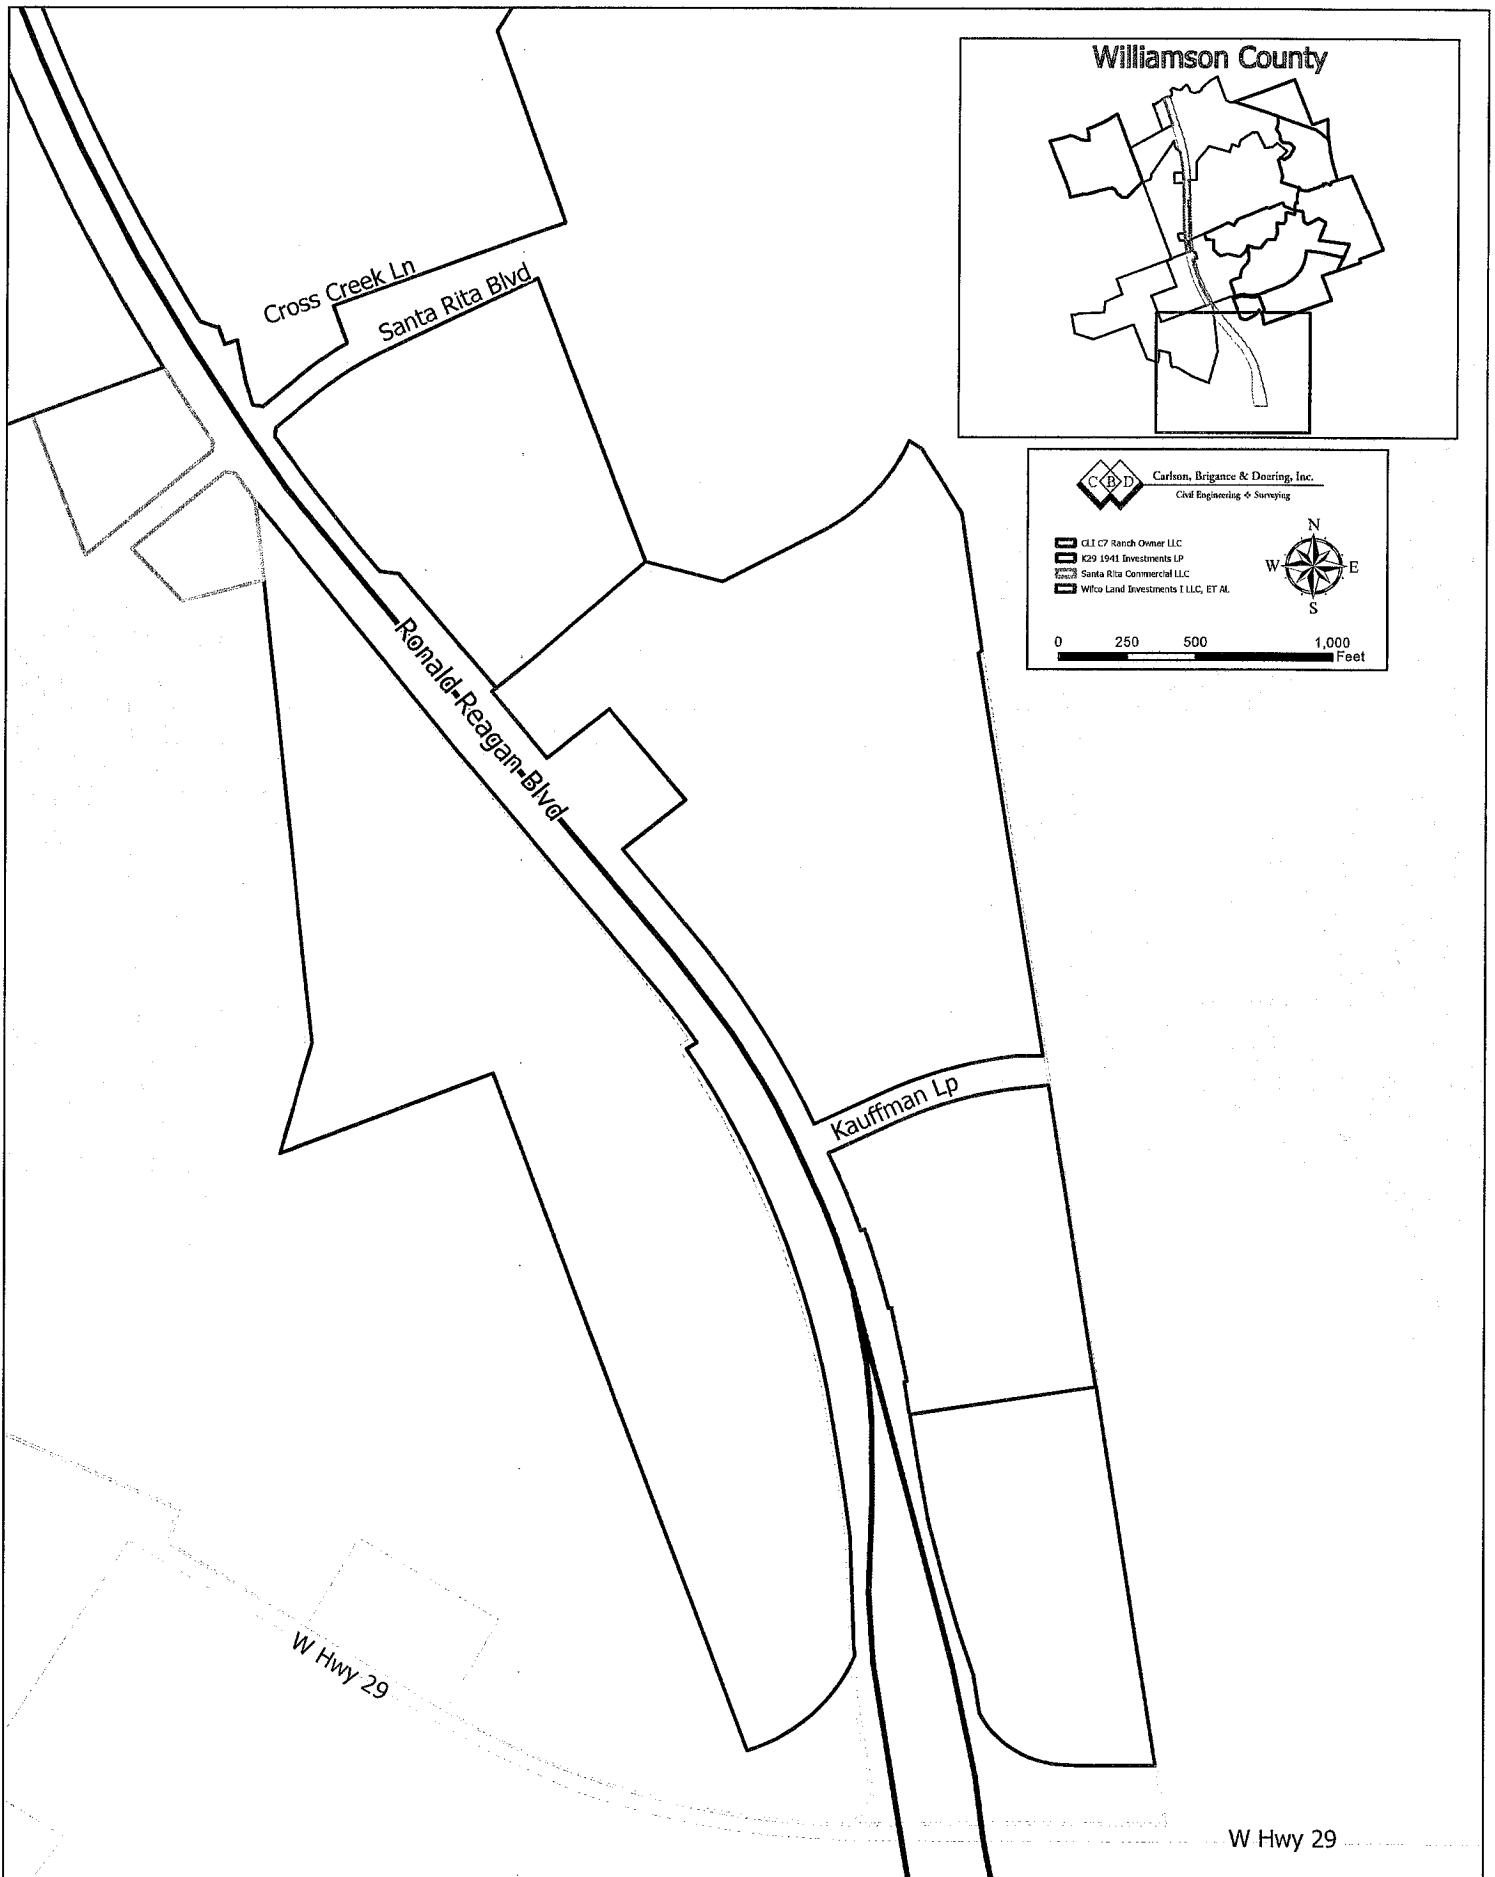 Williamson County
Cross Creek Ln
Santa Rita Blvd
C B D
Carlson, Brigance & Doering, Inc.
Civil Engineering ❖ Surveying
GLI C7 Ranch Owner LLC
K29 1941 Investments LP
Santa Rita Commercial LLC
Wilco Land Investments I LLC, ET AL
N
W E
S
0 250 500 1,000
Feet
Ronald-Reagan-Blvd
Kauffman Lp
W Hwy 29
W Hwy 29